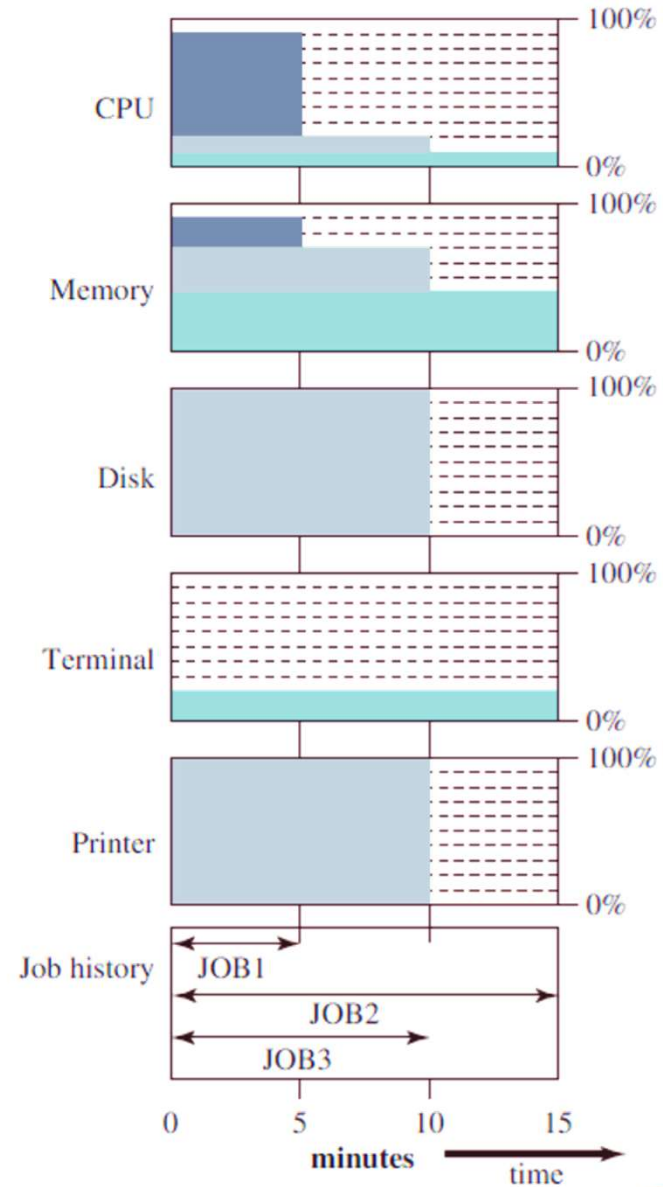 100%
CPU
0%
100%
Memory
0%
100%
Disk
0%
100%
Terminal
0%
100%
Printer
0%
Job history
JOB1
JOB2
JOB3
0 5 10 15
minutes
time